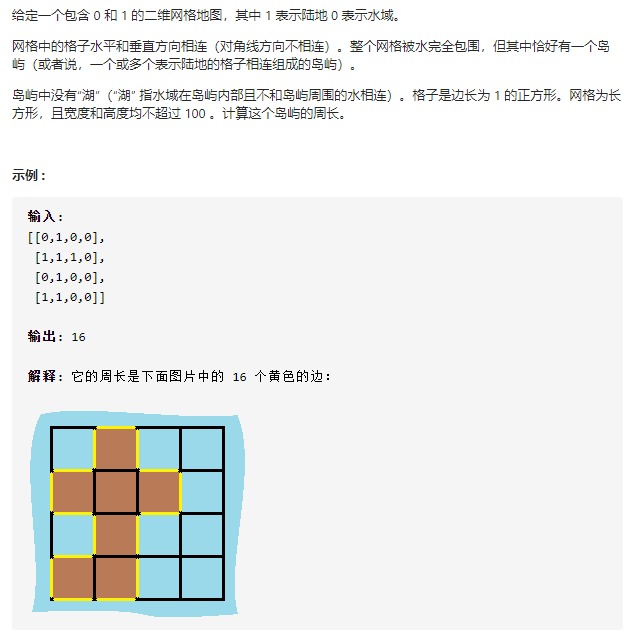 给定一个包含 0 和 1 的二维网格地图，其中 1 表示陆地 0 表示水域。
网格中的格子水平和垂直方向相连（对角线方向不相连）。整个网格被水完全包围，但其中恰好有一个岛
屿（或者说，一个或多个表示陆地的格子相连组成的岛屿）。
岛屿中没有“湖”（“湖” 指水域在岛屿内部且不和岛屿周围的水相连）。格子是边长为 1 的正方形。网格为长
方形，且宽度和高度均不超过 100 。计算这个岛屿的周长。
示例 :
输入:
[[0,1,0,0],
[1,1,1,0],
[0,1,0,0],
[1,1,0,0]]
输出: 16
解释: 它的周长是下面图片中的 16 个黄色的边: